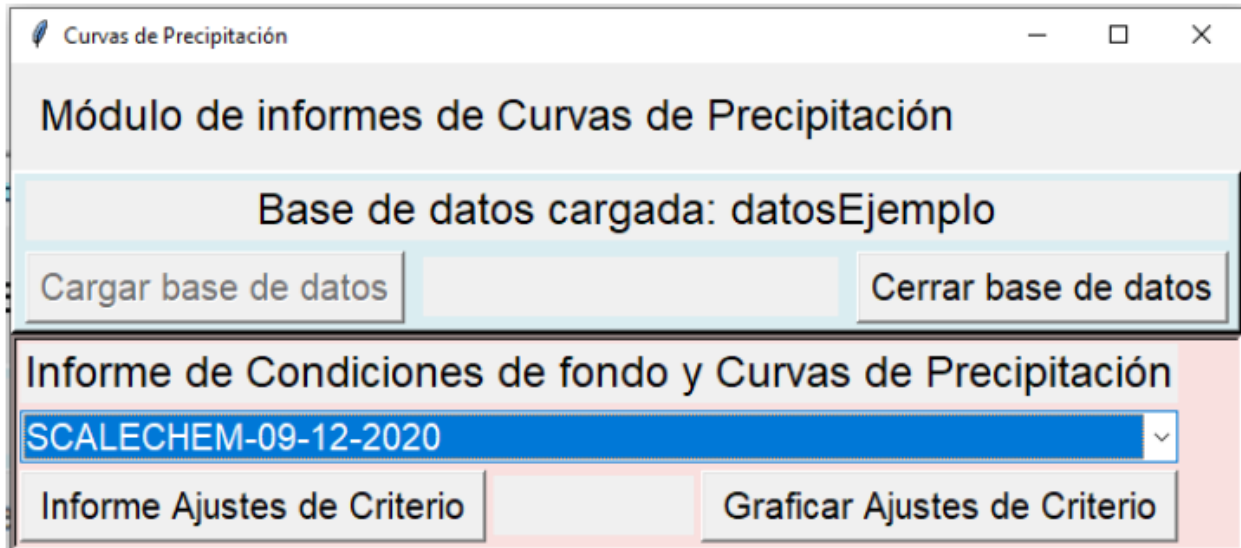 Curvas de Precipitación
Módulo de informes de Curvas de Precipitación
Base de datos cargada: datosEjemplo
Cargar base de datos
Cerrar base de datos
Informe de Condiciones de fondo y Curvas de Precipitación
SCALECHEM-09-12-2020
Informe Ajustes de Criterio
Graficar Ajustes de Criterio